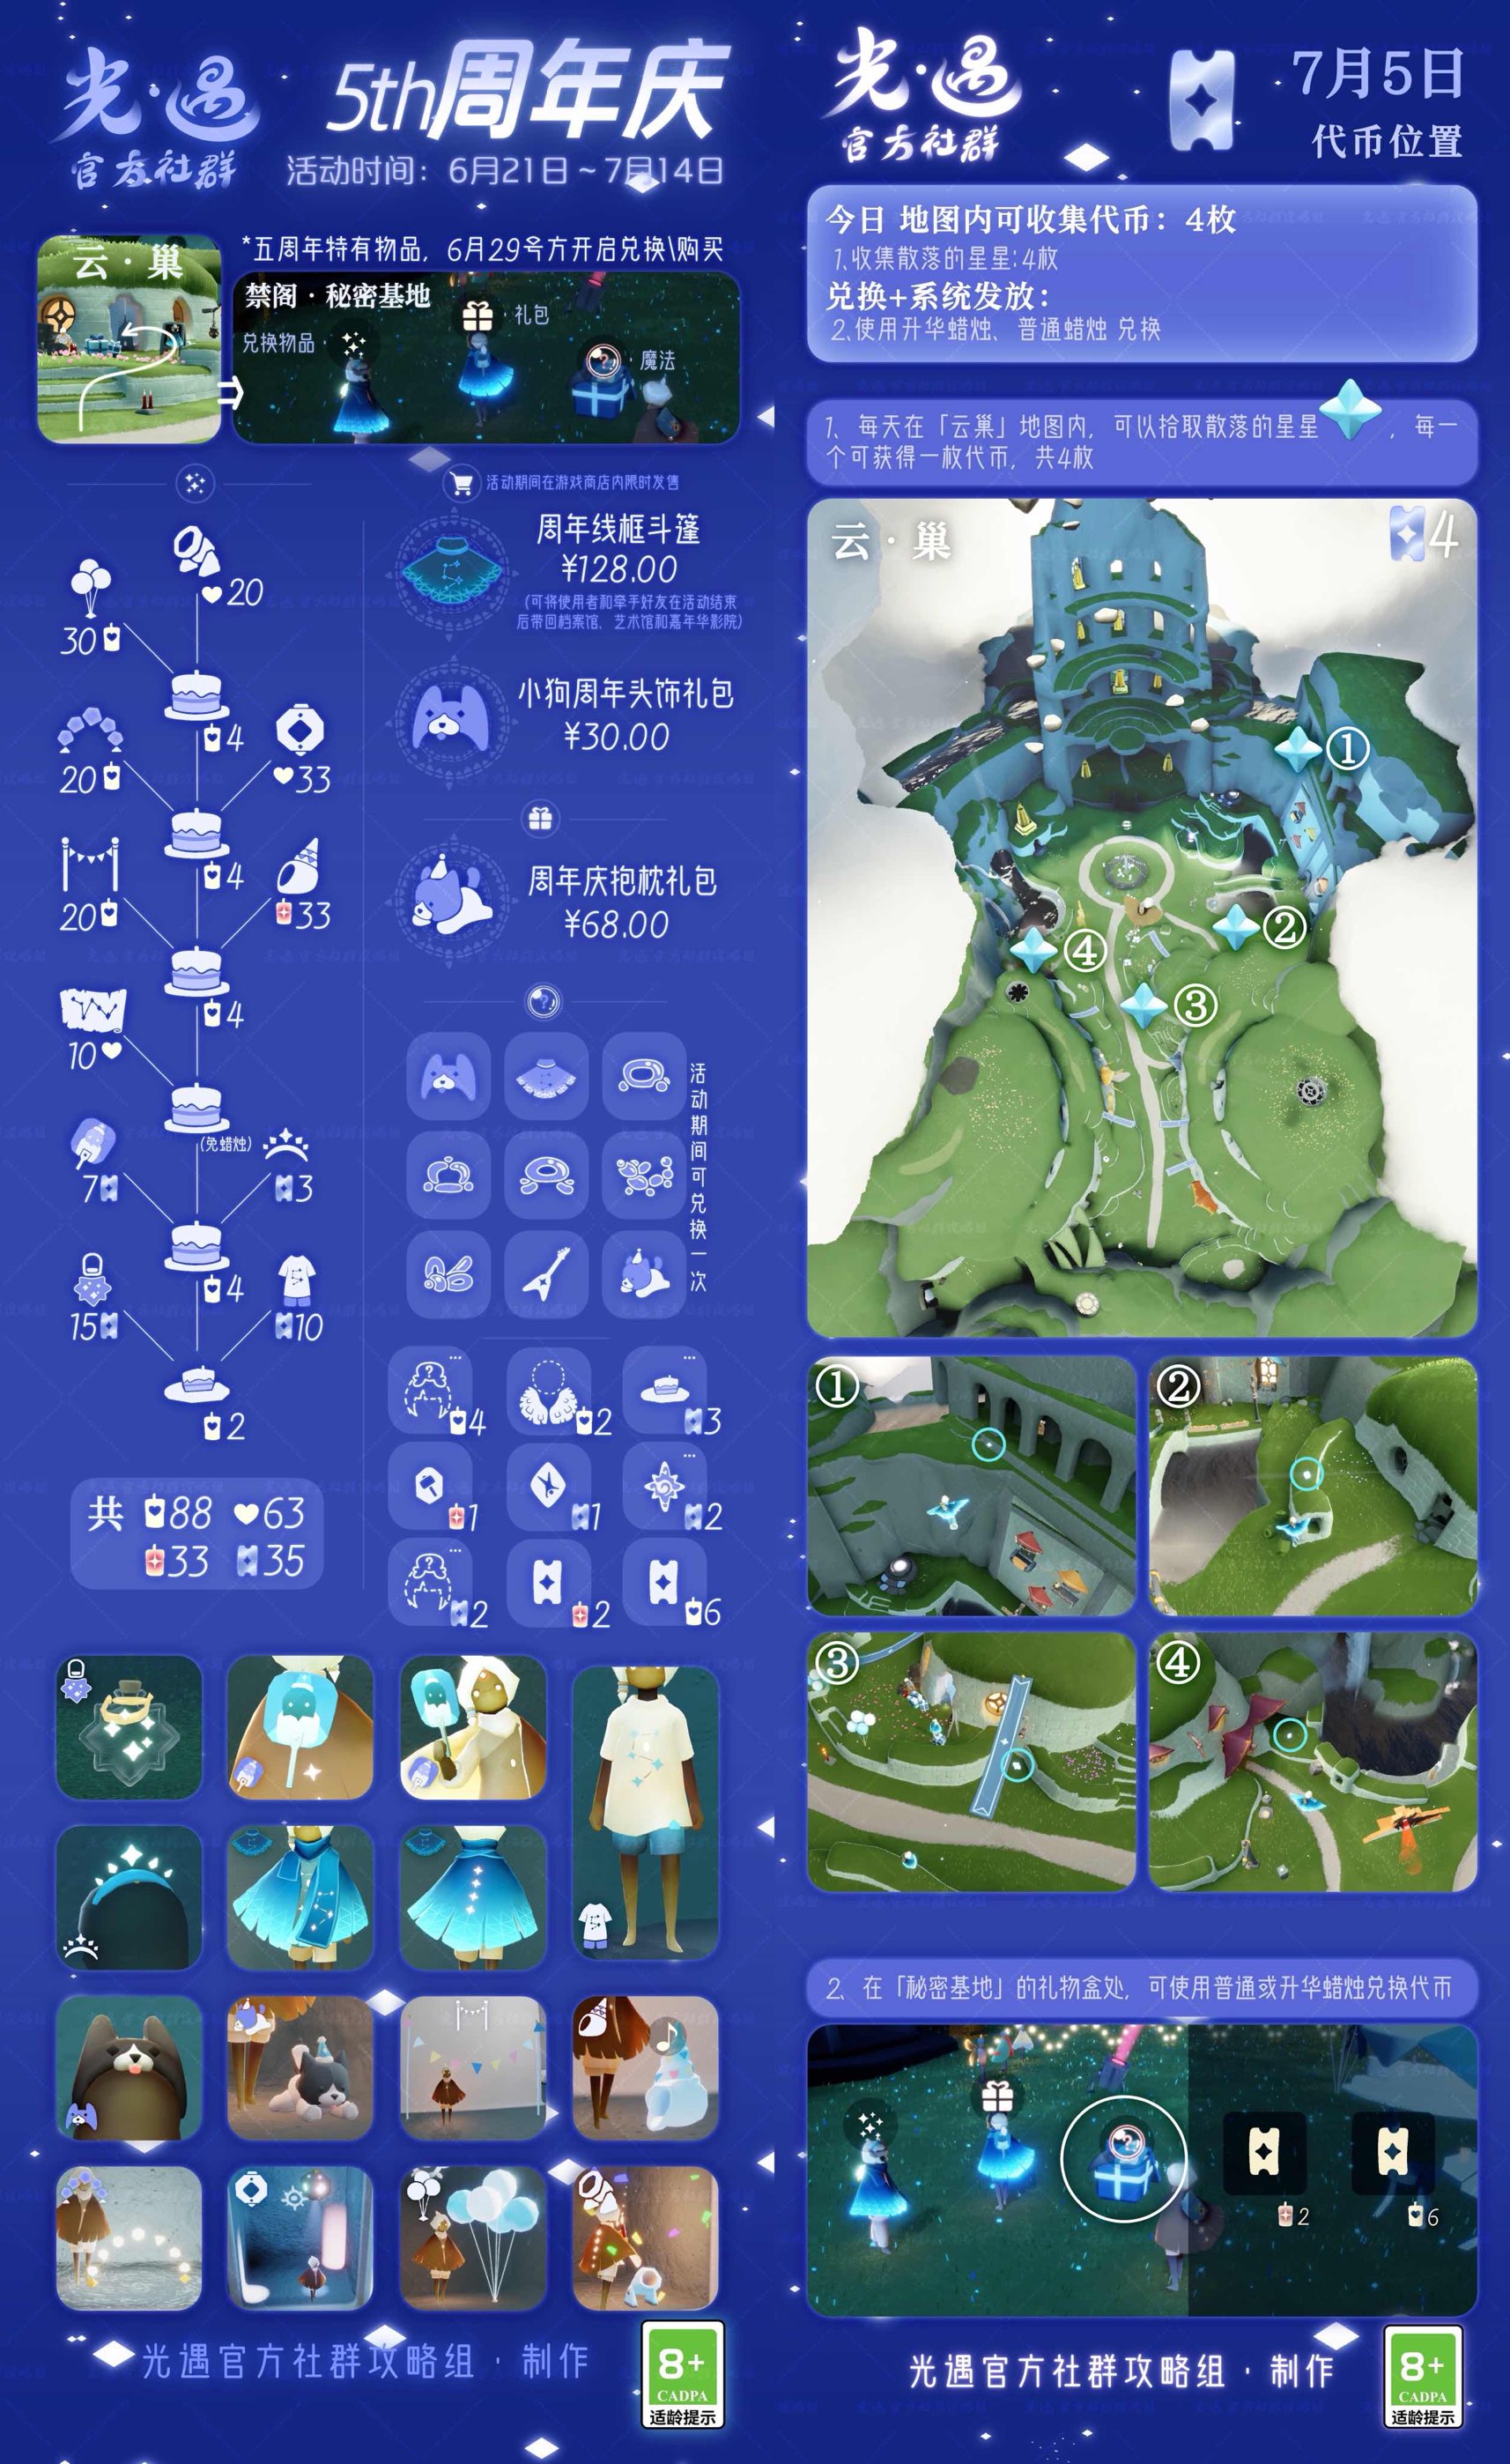 光·遇
官方社群
5th周年庆
活动时间：6月21日~7月14日
云·巢
*五周年特有物品，6月29号方开启兑换\购买
禁阁·秘密基地
兑换物品
礼包
魔法
活动期间在游戏商店内限时发售
周年线框斗篷
¥128.00
(可将使用者和牵手好友在活动结束
后带回档案馆、艺术馆和嘉年华影院)
小狗周年头饰礼包
¥30.00
周年庆抱枕礼包
¥68.00
20
30
4
20
33
4
20
33
4
10
(免蜡烛)
7
3
4
15
10
2
共 88 63
33 35
?
活动期间可兑换一次
? 4
2
3
1
1
2
? 2
2
6
光遇官方社群攻略组·制作
8+
CADPA
适龄提示
光·遇
官方社群
7月5日
代币位置
今日 地图内可收集代币：4枚
1.收集散落的星星:4枚
兑换+系统发放：
2.使用升华蜡烛、普通蜡烛 兑换
1、每天在「云巢」地图内，可以拾取散落的星星 ，每一
个可获得一枚代币，共4枚
云·巢
4
①
②
④
③
①
②
③
④
2、在「秘密基地」的礼物盒处，可使用普通或升华蜡烛兑换代币
?
2
6
光遇官方社群攻略组·制作
8+
CADPA
适龄提示